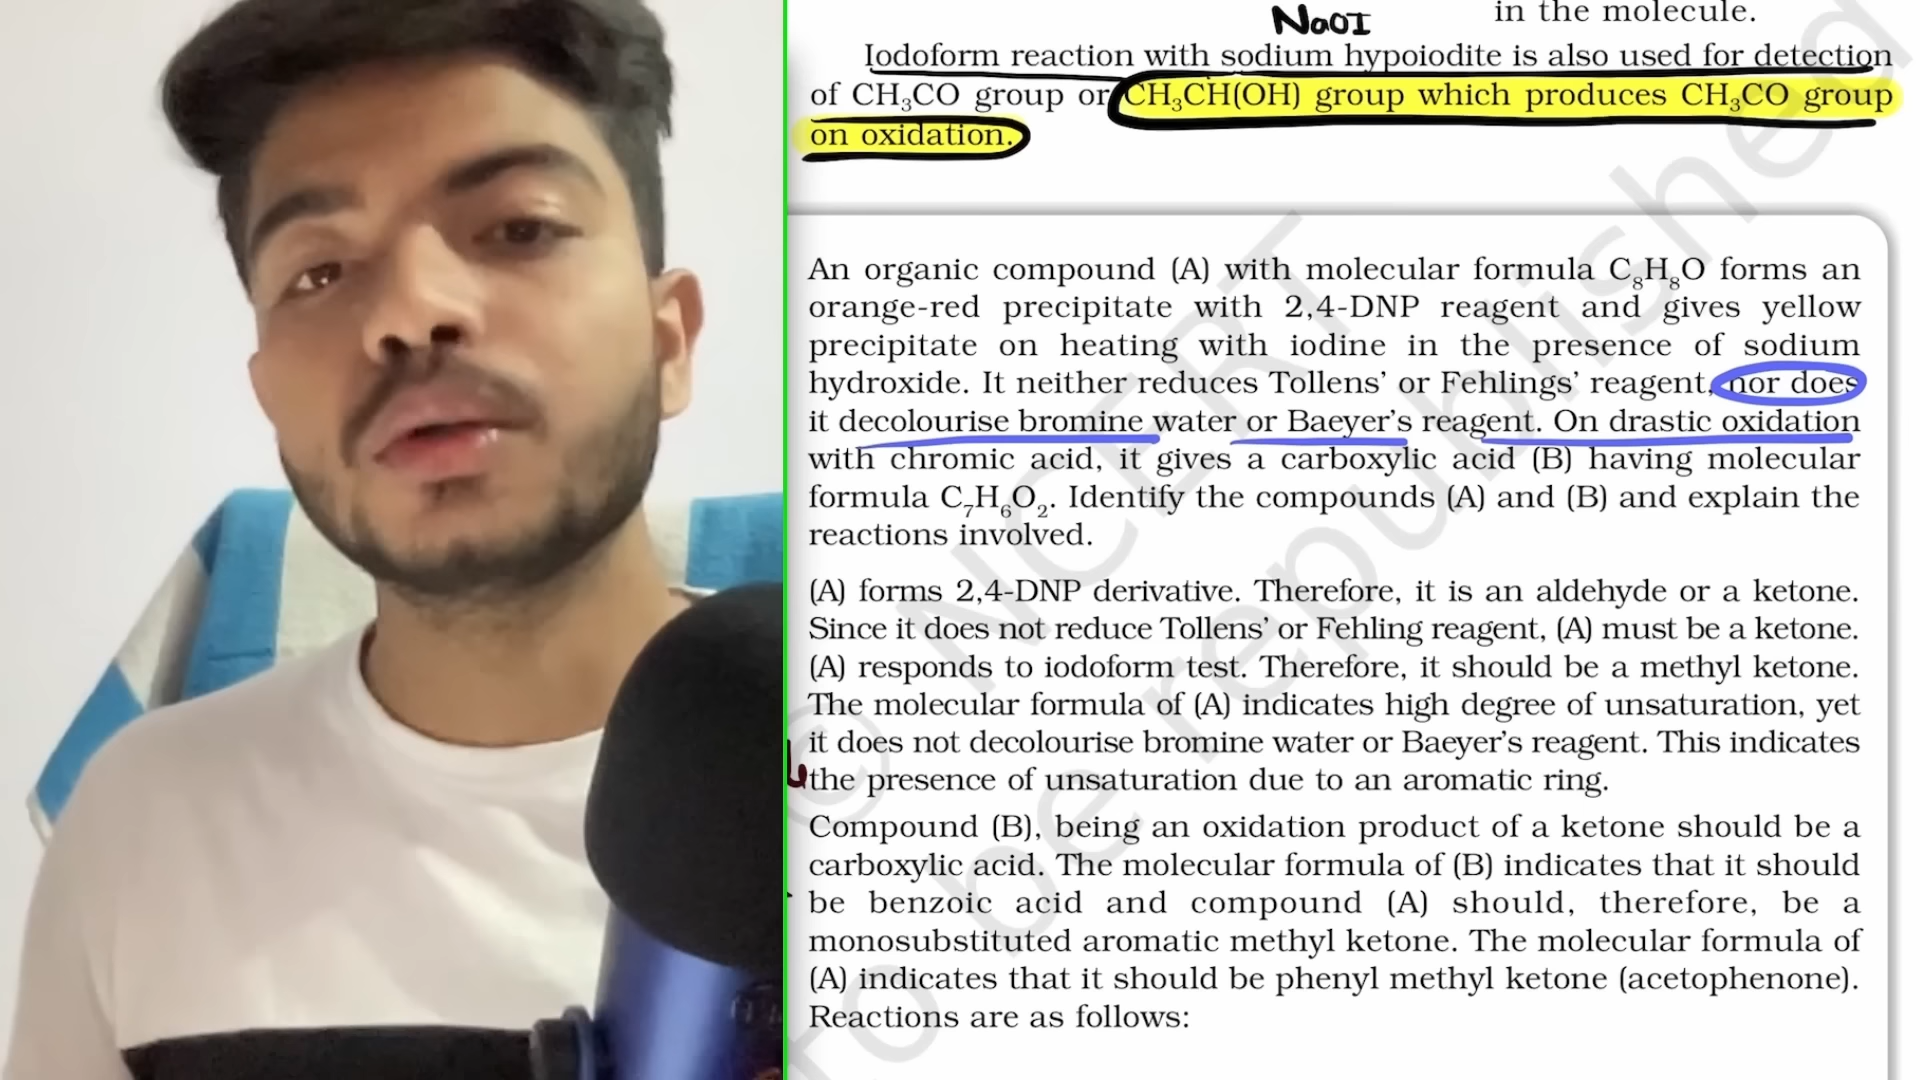 NaOI
in the molecule.
Iodoform reaction with sodium hypoiodite is also used for detection
of CH₃CO group or CH₃CH(OH) group which produces CH₃CO group
on oxidation.
An organic compound (A) with molecular formula C₈H₈O forms an
orange-red precipitate with 2,4-DNP reagent and gives yellow
precipitate on heating with iodine in the presence of sodium
hydroxide. It neither reduces Tollens’ or Fehlings’ reagent, nor does
it decolourise bromine water or Baeyer’s reagent. On drastic oxidation
with chromic acid, it gives a carboxylic acid (B) having molecular
formula C₇H₆O₂. Identify the compounds (A) and (B) and explain the
reactions involved.
(A) forms 2,4-DNP derivative. Therefore, it is an aldehyde or a ketone.
Since it does not reduce Tollens’ or Fehling reagent, (A) must be a ketone.
(A) responds to iodoform test. Therefore, it should be a methyl ketone.
The molecular formula of (A) indicates high degree of unsaturation, yet
it does not decolourise bromine water or Baeyer’s reagent. This indicates
the presence of unsaturation due to an aromatic ring.
Compound (B), being an oxidation product of a ketone should be a
carboxylic acid. The molecular formula of (B) indicates that it should
be benzoic acid and compound (A) should, therefore, be a
monosubstituted aromatic methyl ketone. The molecular formula of
(A) indicates that it should be phenyl methyl ketone (acetophenone).
Reactions are as follows:
© NCERT
to be republished